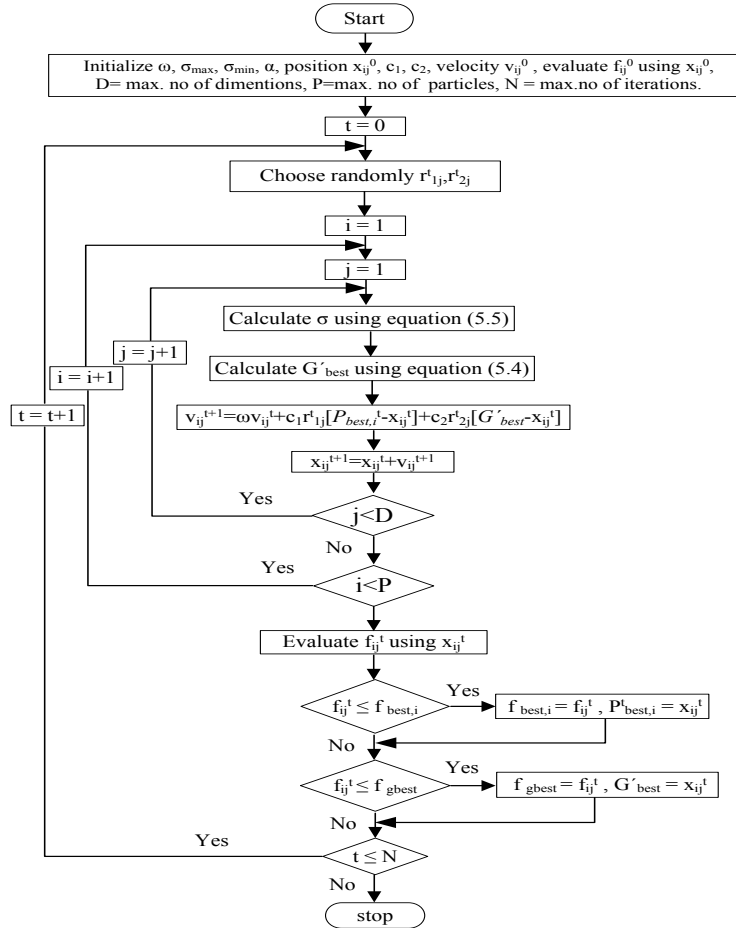 Start
Initialize ω, σmax, σmin, α, position xij⁰, c₁, c₂, velocity vij⁰ , evaluate fij⁰ using xij⁰,
D= max. no of dimentions, P=max. no of particles, N = max.no of iterations.
t = 0
Choose randomly rᵗ₁j,rᵗ₂j
i = 1
j = 1
Calculate σ using equation (5.5)
j = j+1
Calculate G´best using equation (5.4)
i = i+1
t = t+1
vijᵗ⁺¹=ωvijᵗ+c₁rᵗ₁j[Pbest,iᵗ-xijᵗ]+c₂rᵗ₂j[G´best-xijᵗ]
xijᵗ⁺¹=xijᵗ+vijᵗ⁺¹
Yes
j<D
No
Yes
i<P
Evaluate fijᵗ using xijᵗ
fijᵗ ≤ f best,i
Yes
f best,i = fijᵗ , Pᵗbest,i = xijᵗ
No
fijᵗ ≤ f gbest
Yes
f gbest = fijᵗ , G´best = xijᵗ
No
Yes
t ≤ N
No
stop